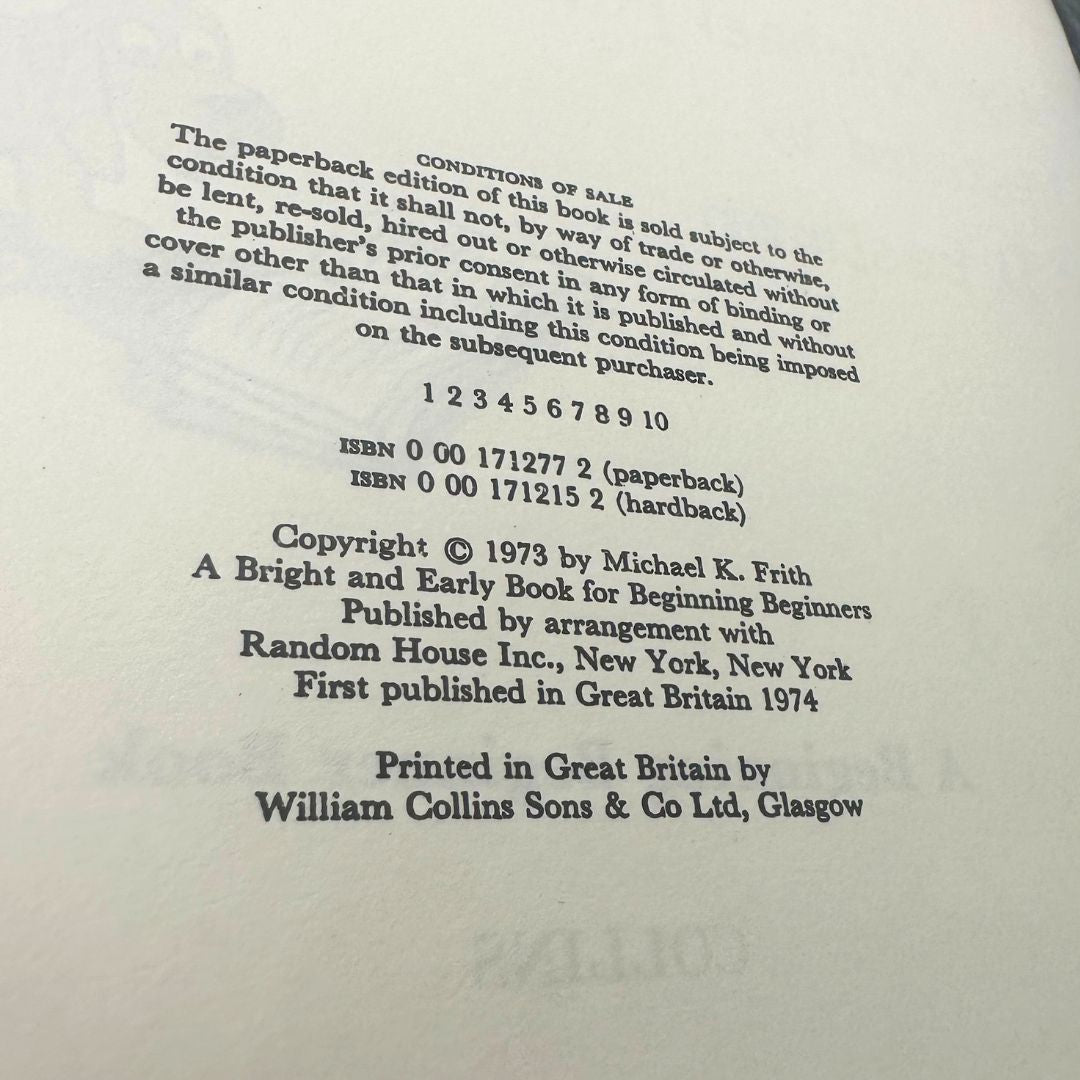 CONDITIONS OF SALE
The paperback edition of this book is sold subject to the
condition that it shall not, by way of trade or otherwise,
be lent, re-sold, hired out or otherwise circulated without
the publisher's prior consent in any form of binding or
cover other than that in which it is published and without
a similar condition including this condition being imposed
on the subsequent purchaser.
1 2 3 4 5 6 7 8 9 10
ISBN 0 00 171277 2 (paperback)
ISBN 0 00 171215 2 (hardback)
Copyright © 1973 by Michael K. Frith
A Bright and Early Book for Beginning Beginners
Published by arrangement with
Random House Inc., New York, New York
First published in Great Britain 1974
Printed in Great Britain by
William Collins Sons & Co Ltd, Glasgow
COLLINS